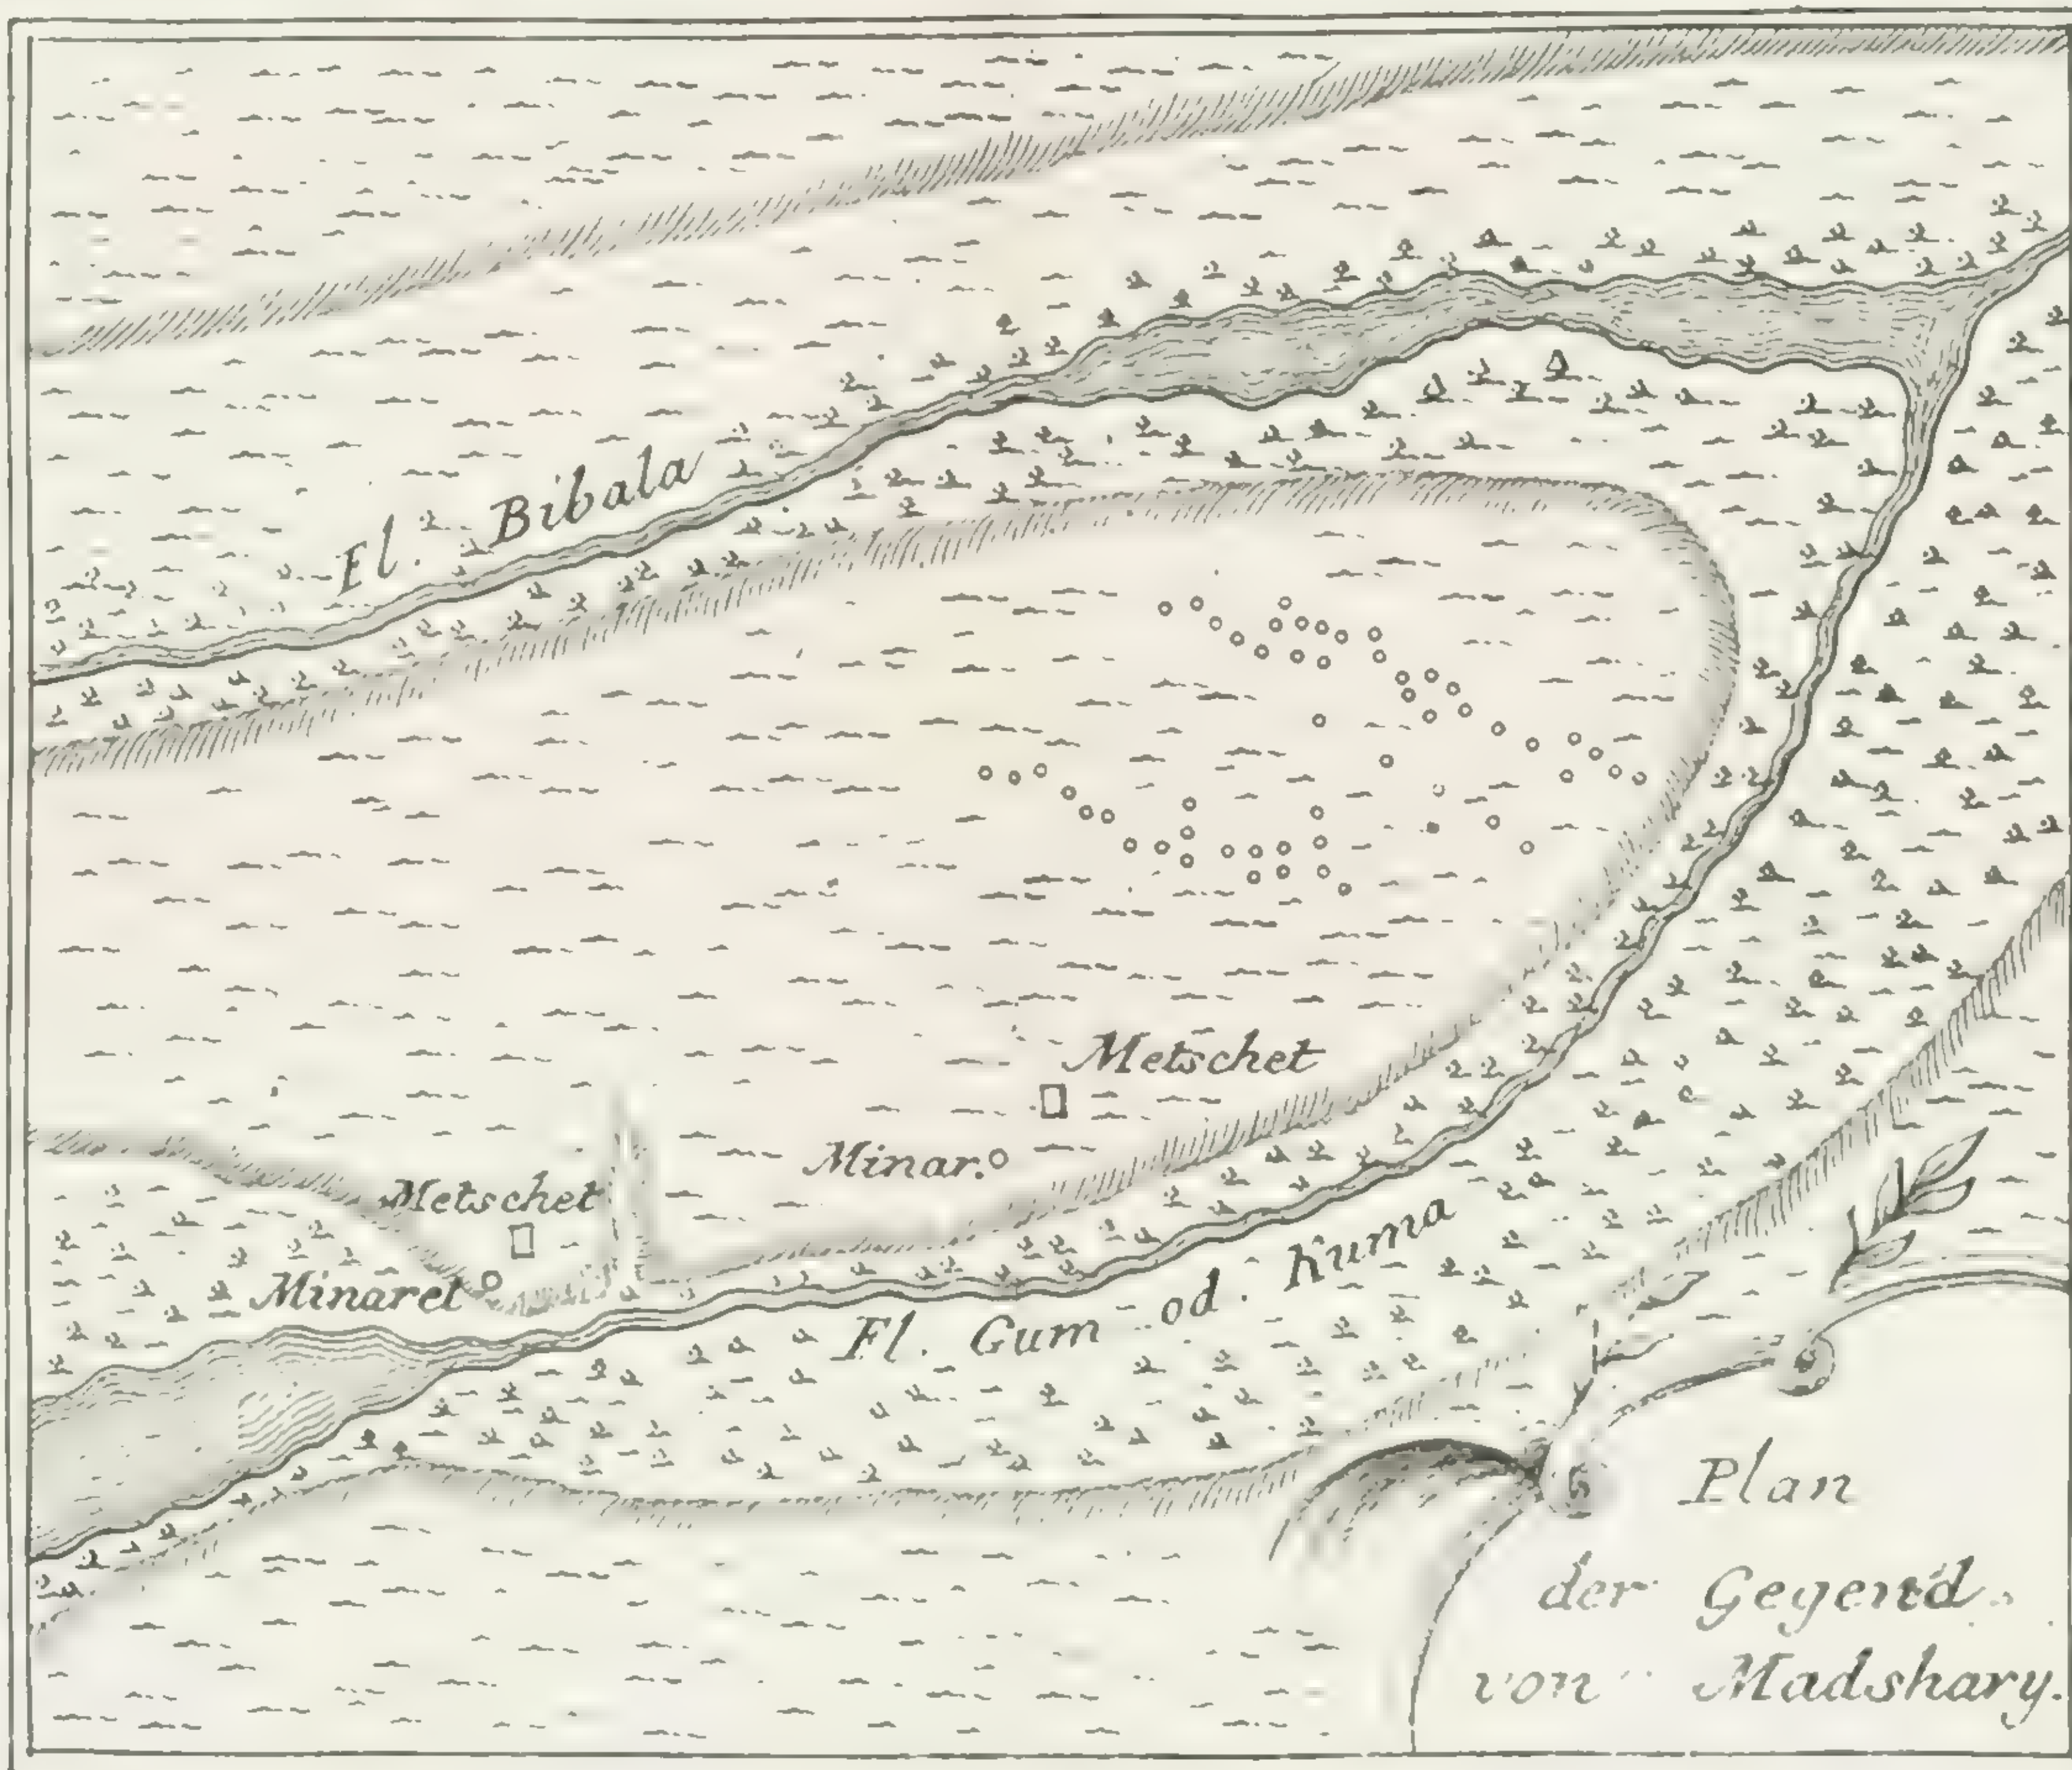 Fl. Bibala
Metschet
Minar.
Metschet
Minaret
Fl. Gum od. Kuma
Plan
der Gegend
von Madshary.